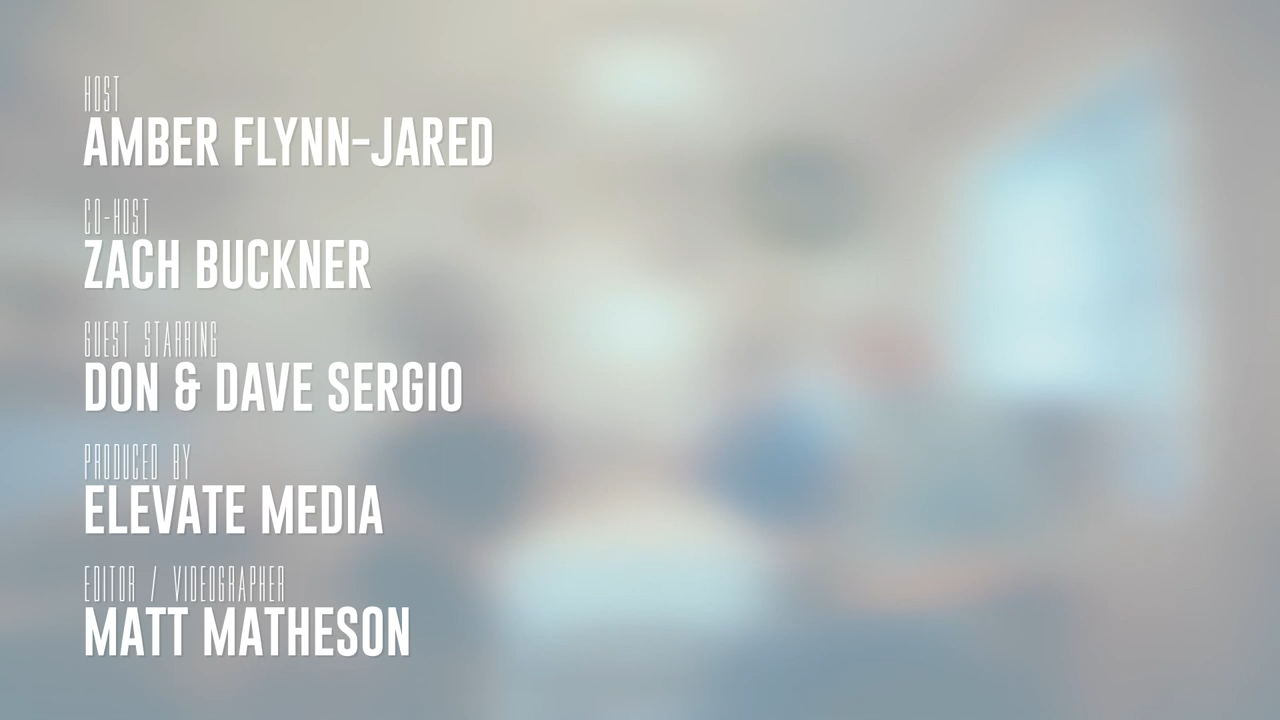 HOST
AMBER FLYNN-JARED
CO-HOST
ZACH BUCKNER
GUEST STARRING
DON & DAVE SERGIO
PRODUCED BY
ELEVATE MEDIA
EDITOR / VIDEOGRAPHER
MATT MATHESON